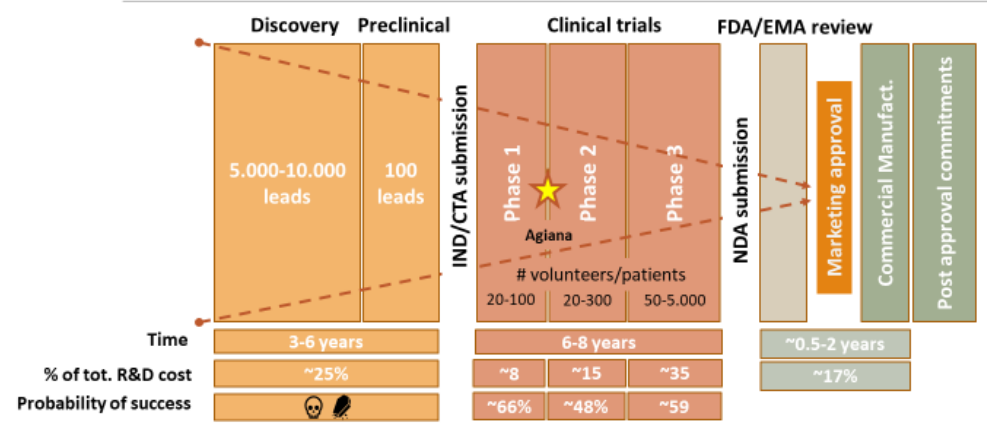 Discovery
Preclinical
Clinical trials
FDA/EMA review
5.000-10.000
leads
100
leads
IND/CTA submission
Phase 1
Phase 2
Phase 3
Agiana
# volunteers/patients
20-100
20-300
50-5.000
NDA submission
Marketing approval
Commercial Manufact.
Post approval commitments
Time
3-6 years
6-8 years
~0.5-2 years
% of tot. R&D cost
~25%
~8
~15
~35
~17%
Probability of success
~66%
~48%
~59